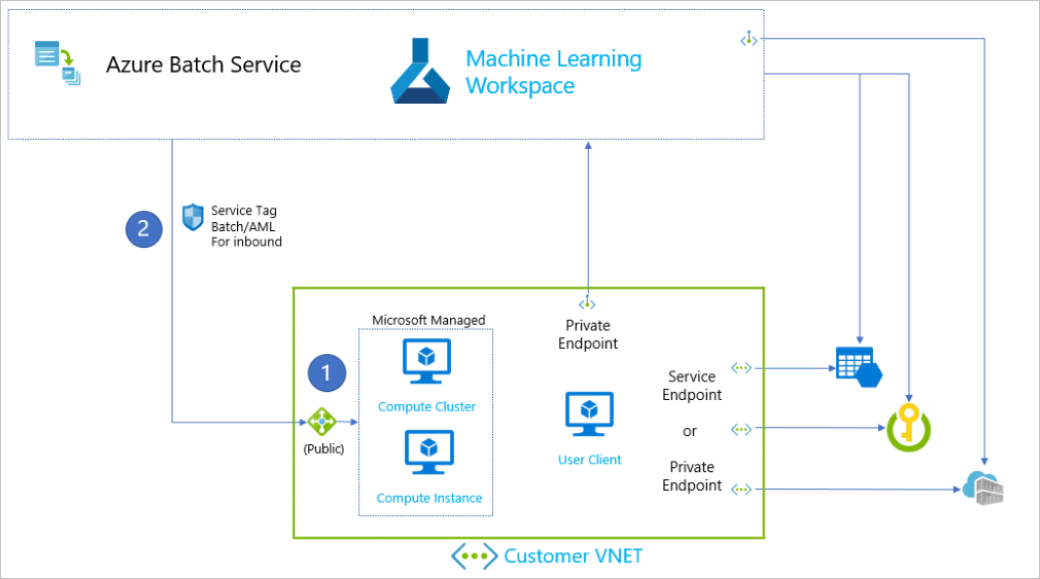 Azure Batch Service
Machine Learning
Workspace
2
Service Tag
Batch/AML
For inbound
Microsoft Managed
1
Compute Cluster
(Public)
Compute Instance
Private
Endpoint
User Client
Service
Endpoint
or
Private
Endpoint
Customer VNET